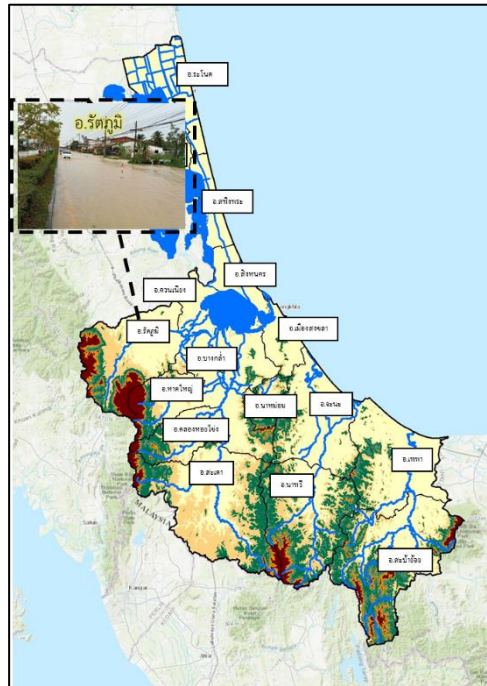 อ.ระโนด
อ.รัตภูมิ
อ.สทิงพระ
อ.สิงหนคร
อ.ควนเนียง
อ.เมืองสงขลา
อ.รัตภูมิ
อ.บางกล่ำ
อ.หาดใหญ่
อ.นาหม่อม
อ.จะนะ
อ.คลองหอยโข่ง
อ.เทพา
อ.สะเดา
อ.นาทวี
MALAYSIA
อ.สะบ้าย้อย